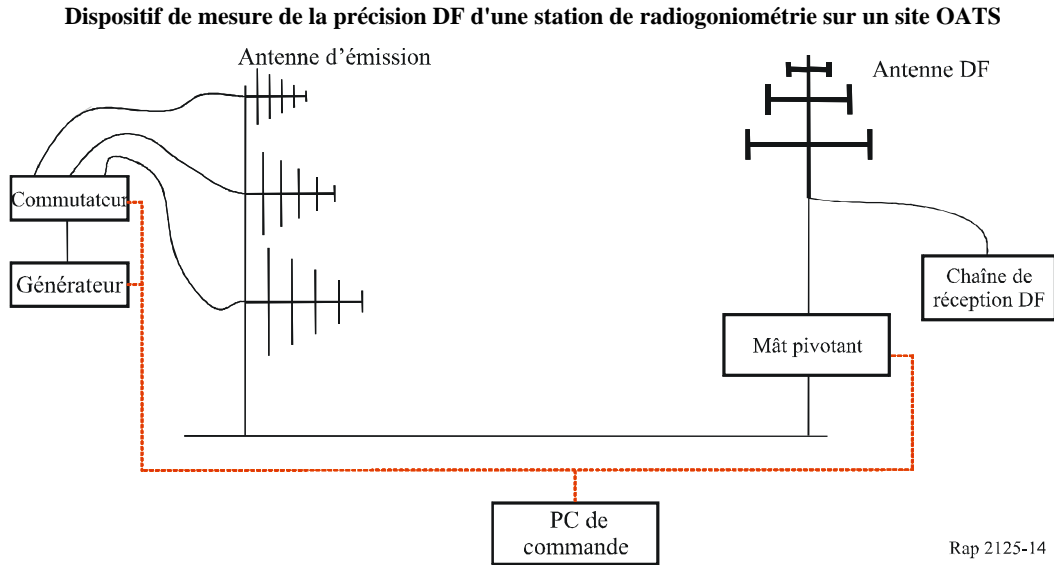 Dispositif de mesure de la précision DF d'une station de radiogoniométrie sur un site OATS
Antenne d'émission
Antenne DF
Commutateur
Générateur
Chaîne de
réception DF
Mât pivotant
PC de
commande
Rap 2125-14